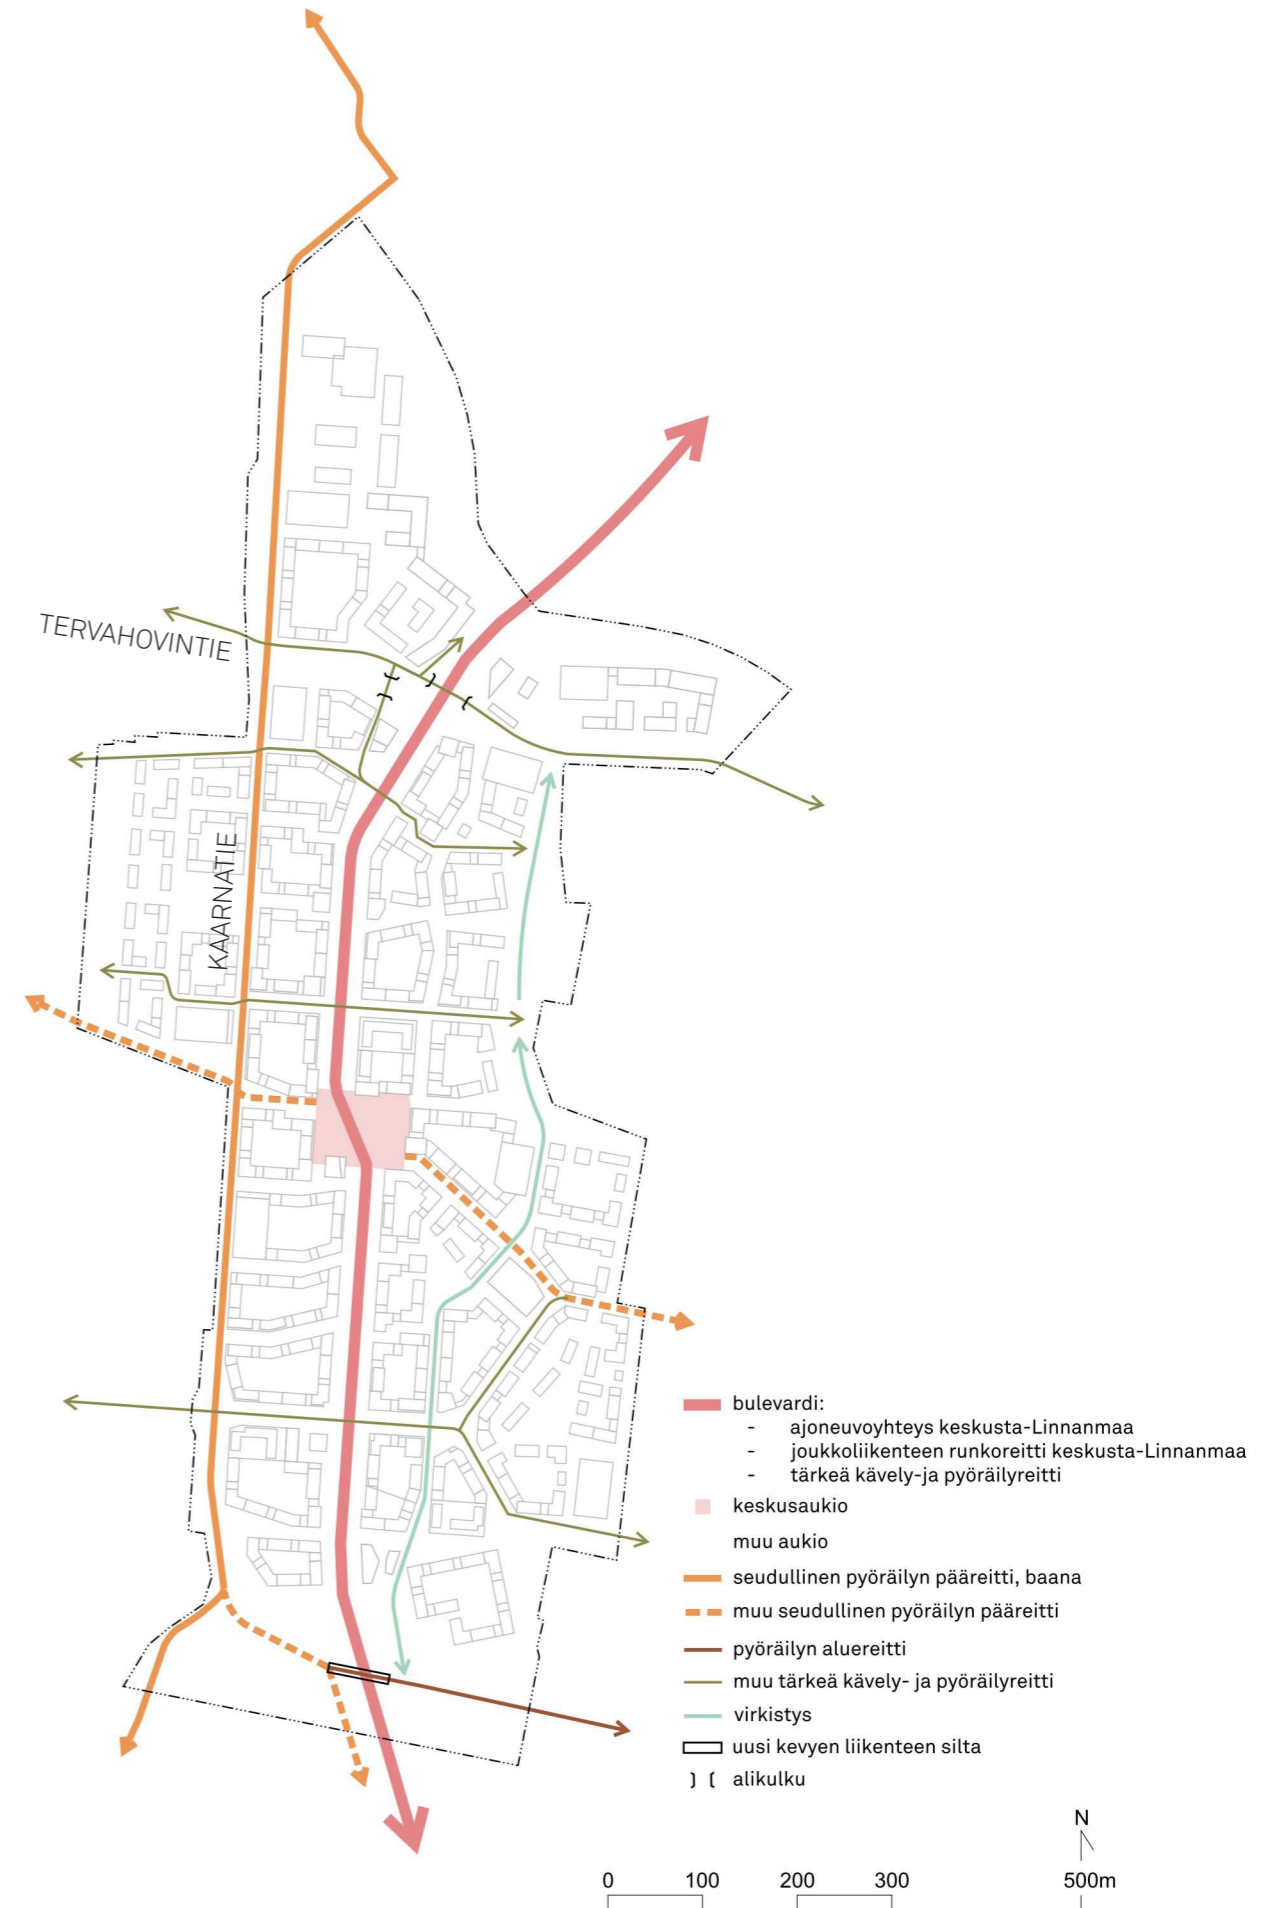 TERVAHOVINTIE
KAARNATIE
bulevardi:
- ajoneuvoyhteys keskusta-Linnanmaa
- joukkoliikenteen runkoreitti keskusta-Linnanmaa
- tärkeä kävely-ja pyöräilyreitti
keskusaukio
muu aukio
seudullinen pyöräilyn pääreitti, baana
muu seudullinen pyöräilyn pääreitti
pyöräilyn aluereitti
muu tärkeä kävely- ja pyöräilyreitti
virkistys
uusi kevyen liikenteen silta
alikulku
N
0 100 200 300 500m